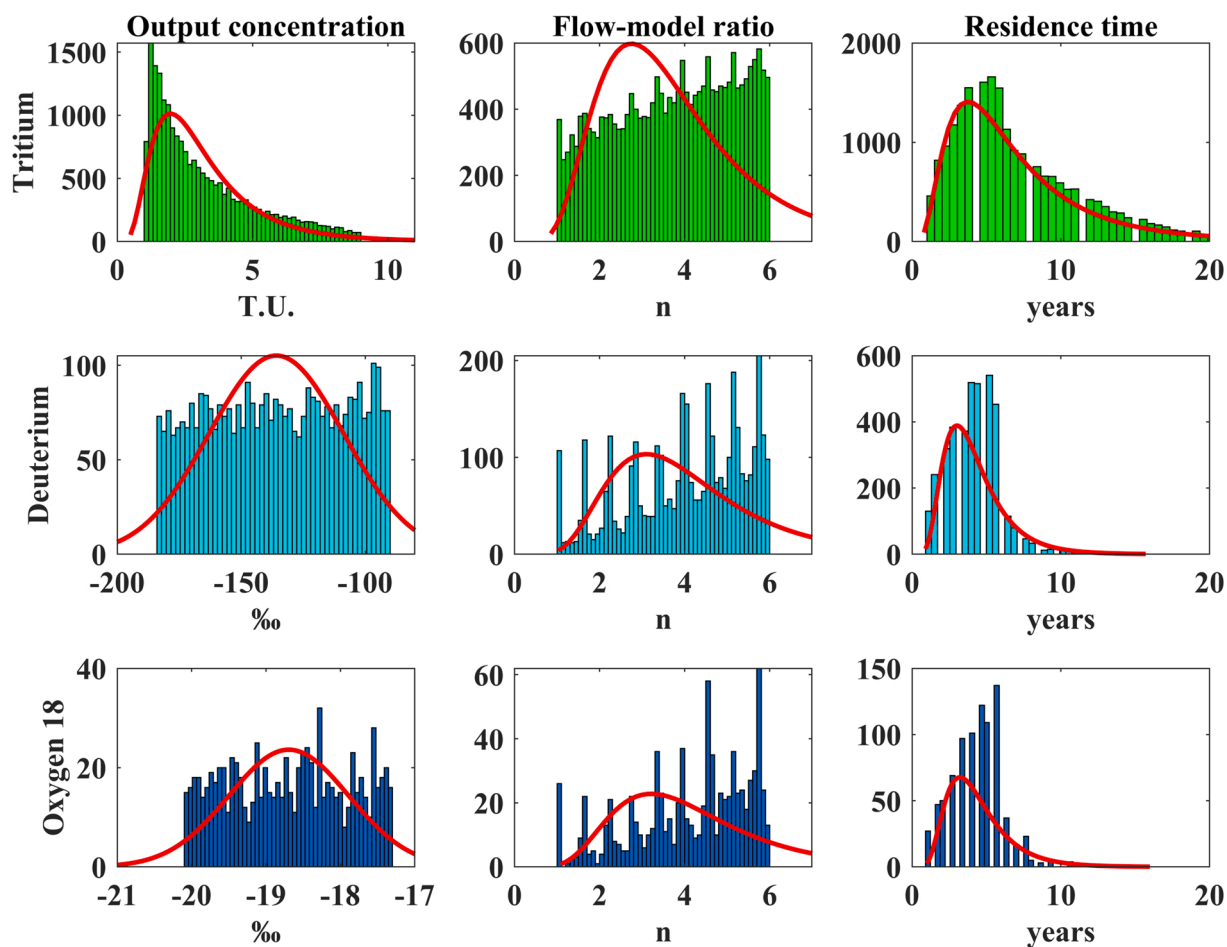 Output concentration
Flow-model ratio
Residence time
Tritium
1500
1000
500
0
0 5 10
T.U.
600
400
200
0
0 2 4 6
n
2000
1000
0
0 10 20
years
Deuterium
100
50
0
-200 -150 -100
‰
200
100
0
0 2 4 6
n
600
400
200
0
0 10 20
years
Oxygen 18
40
20
0
-21 -20 -19 -18 -17
‰
60
40
20
0
0 2 4 6
n
150
100
50
0
0 10 20
years